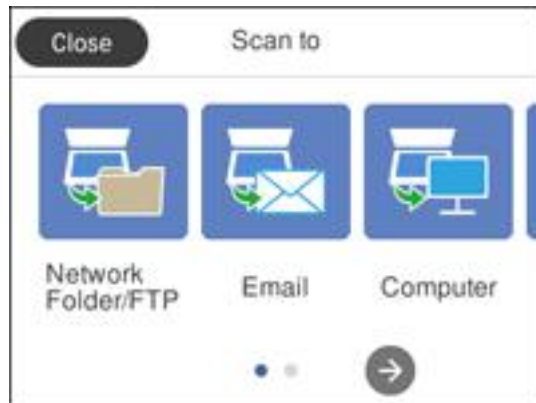 Close
Scan to
Network
Folder/FTP
Email
Computer